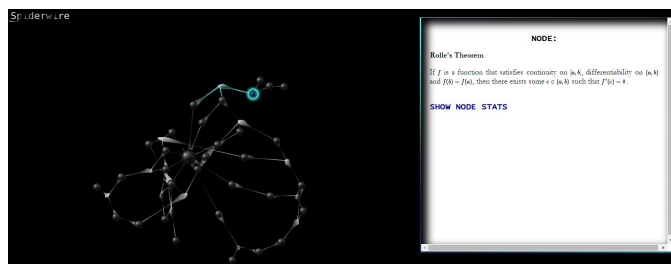 Spiderwire
NODE:
Rolle's Theorem
If f is a function that satisfies continuity on [a, b], differentiability on (a, b)
and f(b) = f(a), then there exists some c ∈ (a, b) such that f'(c) = 0.
SHOW NODE STATS